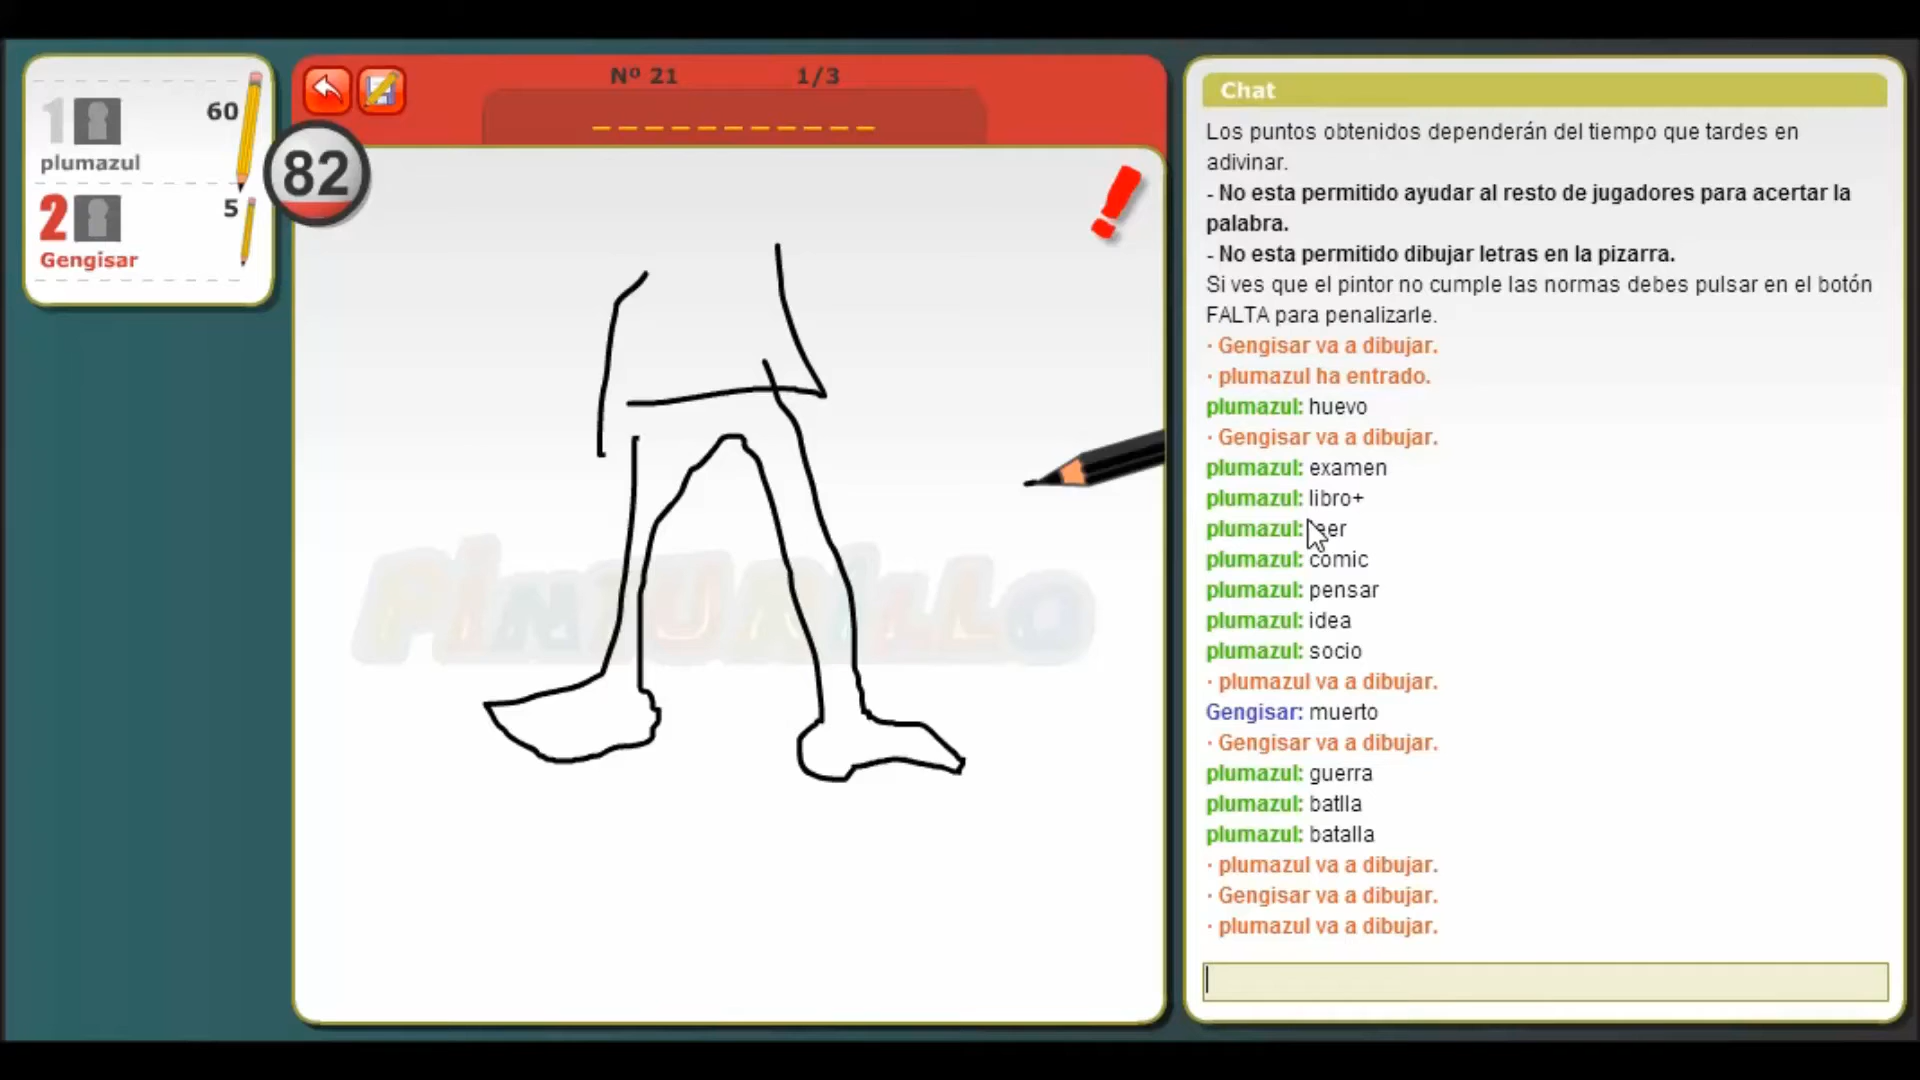 1
60
plumazul
2
5
Gengisar
82
Nº 21
1/3
PINTURILLO
Chat
Los puntos obtenidos dependerán del tiempo que tardes en
adivinar.
- No esta permitido ayudar al resto de jugadores para acertar la
palabra.
- No esta permitido dibujar letras en la pizarra.
Si ves que el pintor no cumple las normas debes pulsar en el botón
FALTA para penalizarle.
· Gengisar va a dibujar.
· plumazul ha entrado.
plumazul: huevo
· Gengisar va a dibujar.
plumazul: examen
plumazul: libro+
plumazul: leer
plumazul: comic
plumazul: pensar
plumazul: idea
plumazul: socio
· plumazul va a dibujar.
Gengisar: muerto
· Gengisar va a dibujar.
plumazul: guerra
plumazul: batlla
plumazul: batalla
· plumazul va a dibujar.
· Gengisar va a dibujar.
· plumazul va a dibujar.